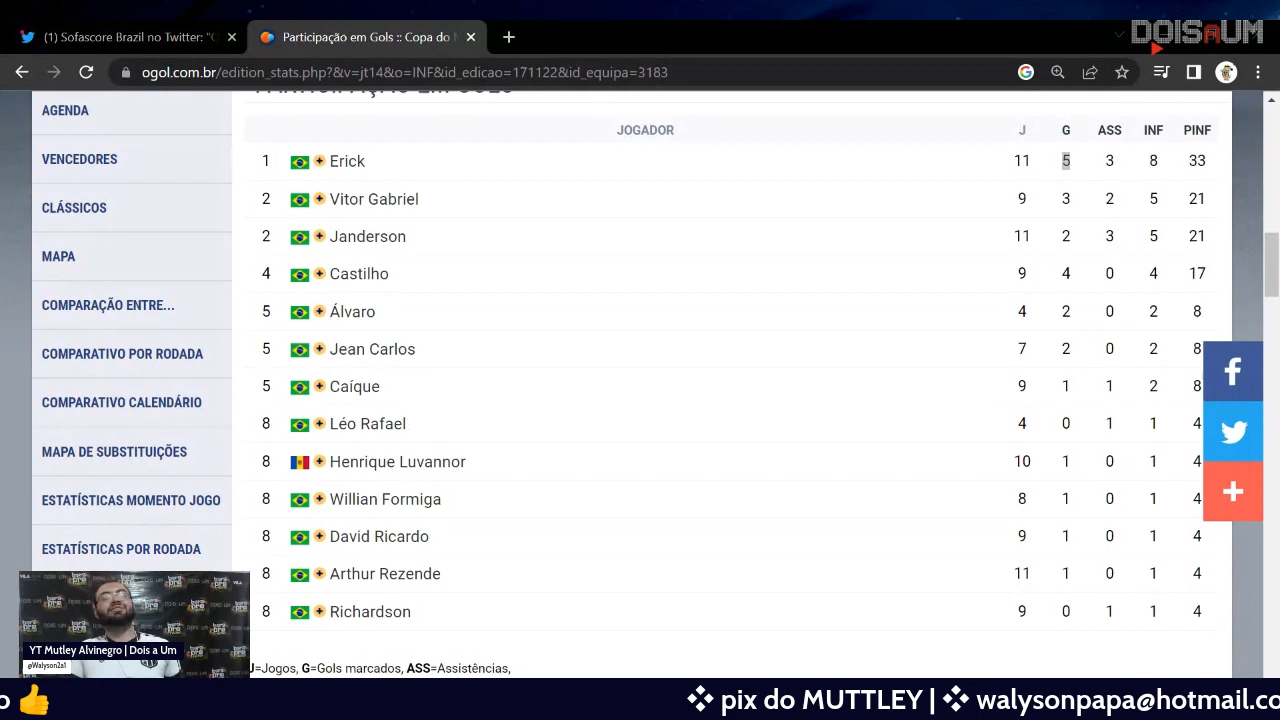 (1) Sofascore Brazil no Twitter: "C
Participação em Gols :: Copa do N
DOISAUM
ogol.com.br/edition_stats.php?&v=jt14&o=INF&id_edicao=171122&id_equipa=3183
PARTICIPAÇÃO EM GOLS
AGENDA
VENCEDORES
CLÁSSICOS
MAPA
COMPARAÇÃO ENTRE...
COMPARATIVO POR RODADA
COMPARATIVO CALENDÁRIO
MAPA DE SUBSTITUIÇÕES
ESTATÍSTICAS MOMENTO JOGO
ESTATÍSTICAS POR RODADA
JOGADOR J G ASS INF PINF
1 Erick 11 5 3 8 33
2 Vitor Gabriel 9 3 2 5 21
2 Janderson 11 2 3 5 21
4 Castilho 9 4 0 4 17
5 Álvaro 4 2 0 2 8
5 Jean Carlos 7 2 0 2 8
5 Caíque 9 1 1 2 8
8 Léo Rafael 4 0 1 1 4
8 Henrique Luvannor 10 1 0 1 4
8 Willian Formiga 8 1 0 1 4
8 David Ricardo 9 1 0 1 4
8 Arthur Rezende 11 1 0 1 4
8 Richardson 9 0 1 1 4
J=Jogos, G=Gols marcados, ASS=Assistências,
YT Mutley Alvinegro | Dois a Um
@Walyson2a1
o 👍 ❖ pix do MUTTLEY | ❖ walysonpapa@hotmail.co